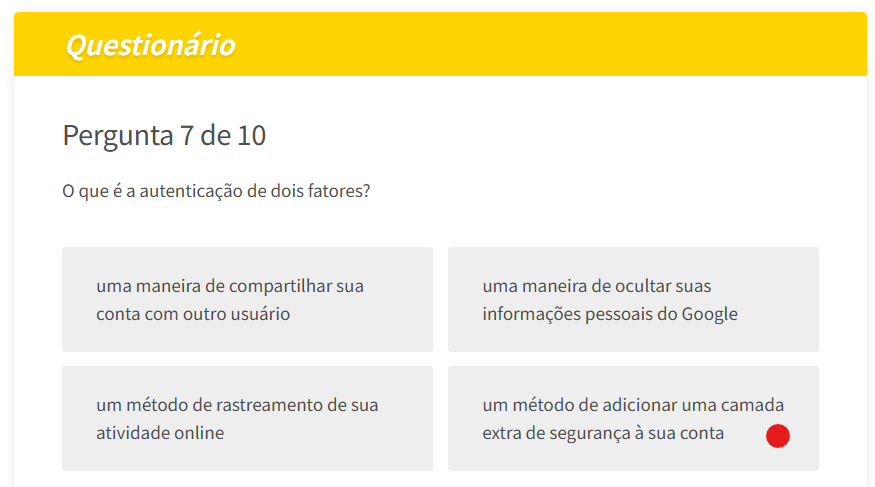 Questionário
Pergunta 7 de 10
O que é a autenticação de dois fatores?
uma maneira de compartilhar sua
conta com outro usuário
uma maneira de ocultar suas
informações pessoais do Google
um método de rastreamento de sua
atividade online
um método de adicionar uma camada
extra de segurança à sua conta